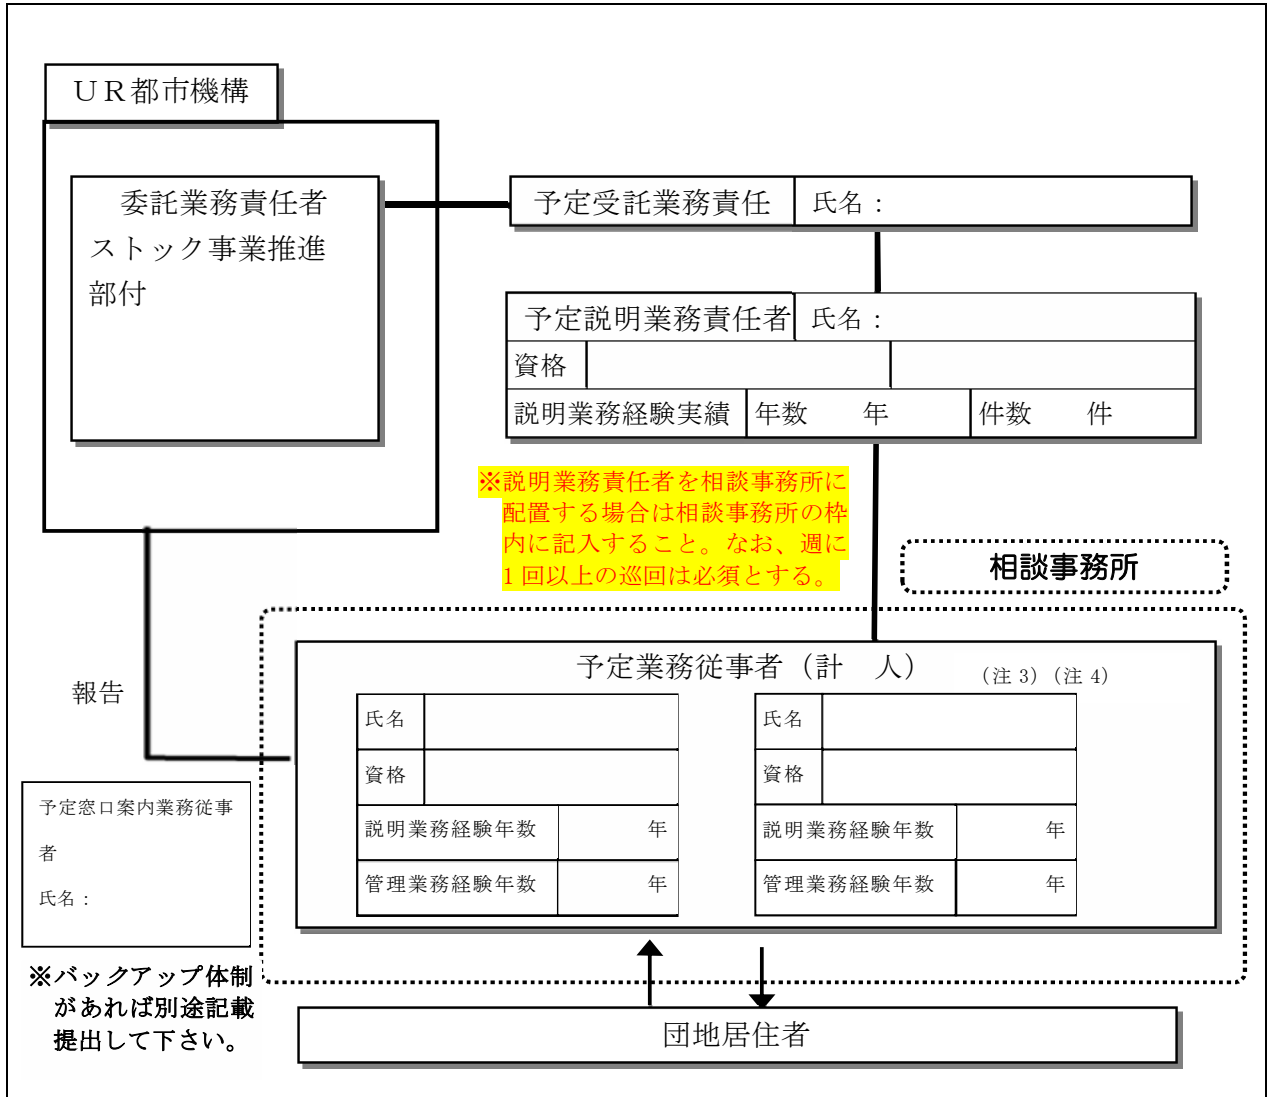 ＵＲ都市機構
委託業務責任者
ストック事業推進
部付
予定受託業務責任
氏名：
予定説明業務責任者
氏名：
資格
説明業務経験実績
年数　　年
件数　　件
※説明業務責任者を相談事務所に
配置する場合は相談事務所の枠
内に記入すること。なお、週に
1 回以上の巡回は必須とする。
相談事務所
報告
予定業務従事者（計　人）
（注 3）（注 4）
氏名
資格
説明業務経験年数　年
管理業務経験年数　年
氏名
資格
説明業務経験年数　年
管理業務経験年数　年
予定窓口案内業務従事
者
氏名：
※バックアップ体制
があれば別途記載
提出して下さい。
団地居住者